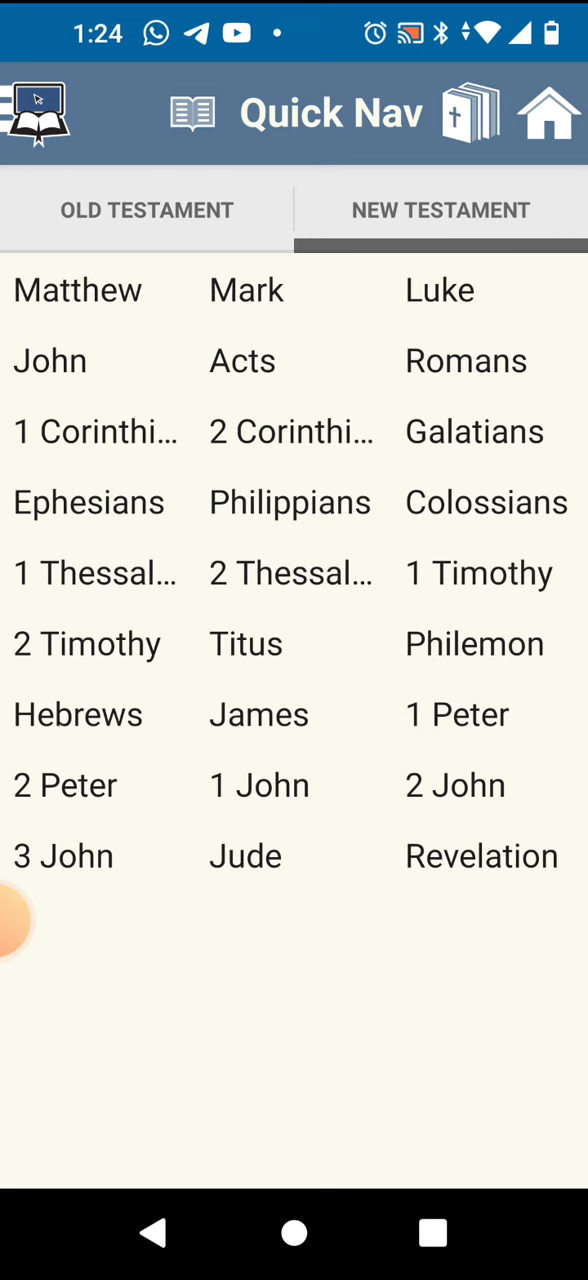 1:24
Quick Nav
OLD TESTAMENT NEW TESTAMENT
Matthew Mark Luke
John Acts Romans
1 Corinthi... 2 Corinthi... Galatians
Ephesians Philippians Colossians
1 Thessal... 2 Thessal... 1 Timothy
2 Timothy Titus Philemon
Hebrews James 1 Peter
2 Peter 1 John 2 John
3 John Jude Revelation